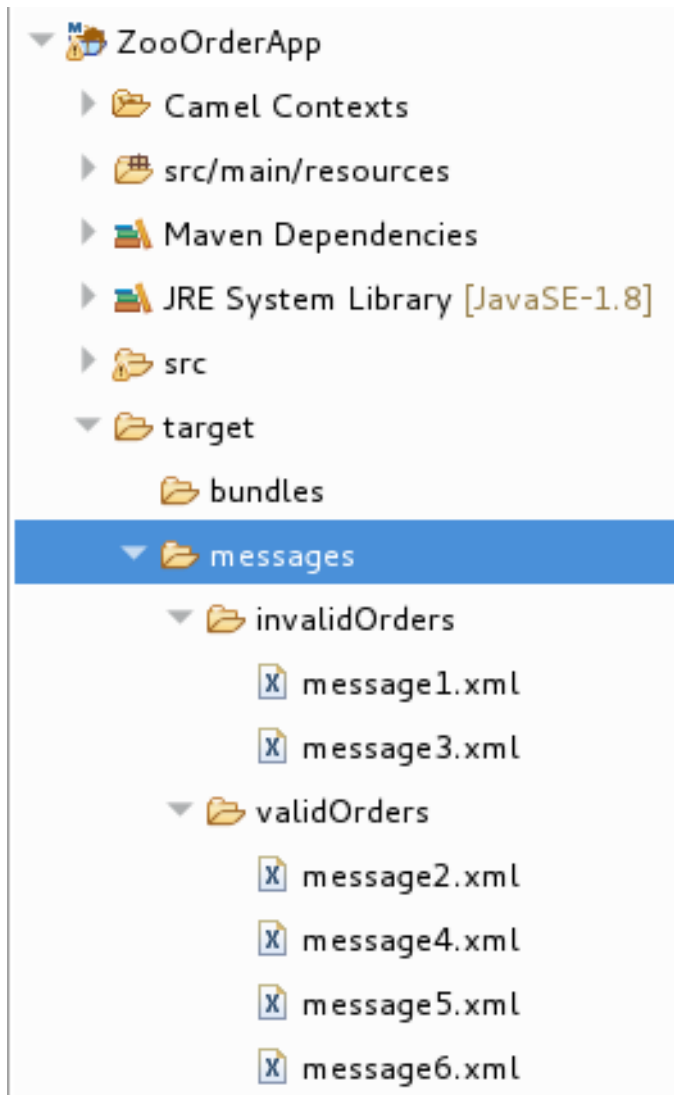 ZooOrderApp
Camel Contexts
src/main/resources
Maven Dependencies
JRE System Library [JavaSE-1.8]
src
target
bundles
messages
invalidOrders
message1.xml
message3.xml
validOrders
message2.xml
message4.xml
message5.xml
message6.xml